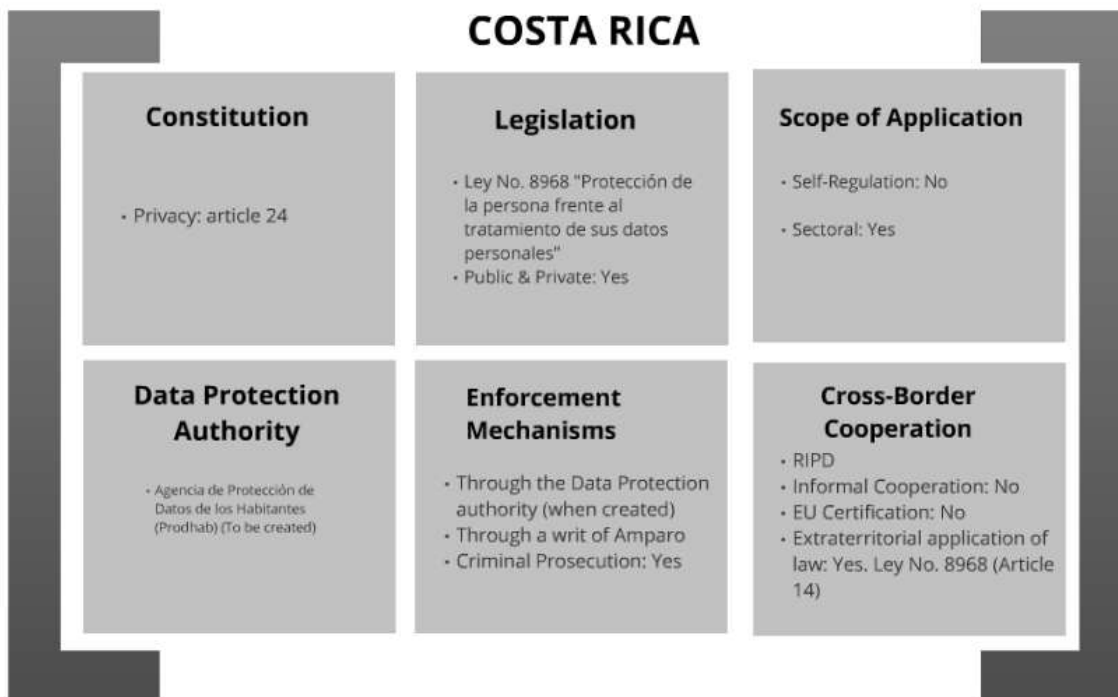 COSTA RICA
Constitution
• Privacy: article 24
Legislation
• Ley No. 8968 "Protección de
la persona frente al
tratamiento de sus datos
personales"
• Public & Private: Yes
Scope of Application
• Self-Regulation: No
• Sectoral: Yes
Data Protection
Authority
• Agencia de Protección de
Datos de los Habitantes
(Prodhab) (To be created)
Enforcement
Mechanisms
• Through the Data Protection
authority (when created)
• Through a writ of Amparo
• Criminal Prosecution: Yes
Cross-Border
Cooperation
• RIPD
• Informal Cooperation: No
• EU Certification: No
• Extraterritorial application of
law: Yes. Ley No. 8968 (Article
14)